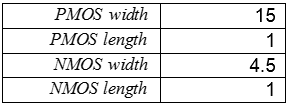 PMOS width 15
PMOS length 1
NMOS width 4.5
NMOS length 1